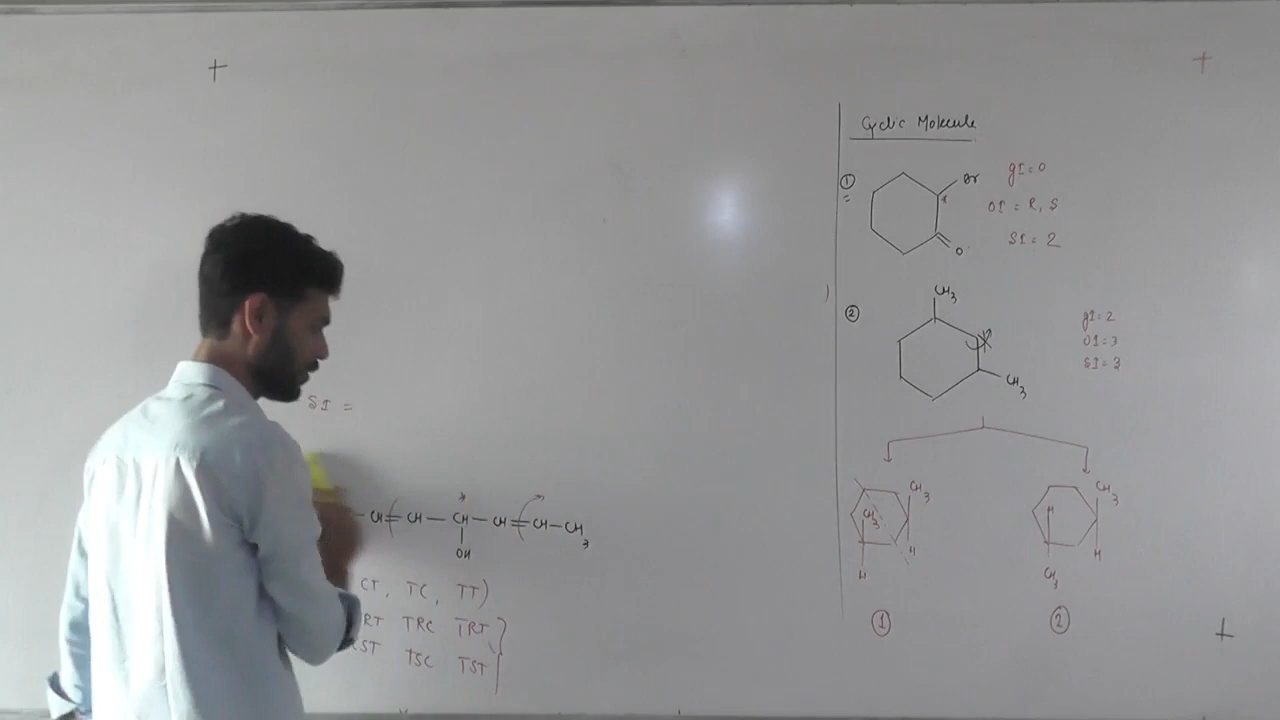 SI =
CH = CH — CH — CH = CH — CH3
OH
CT, TC, TT)
RT TRC TRT
ST TSC TST
Cyclic Molecule
① Br gI = 0
OI = R, S
O SI = 2
② CH3
gI = 2
OI = 3
SI = 3
CH3
CH3 CH3
CH3 H
H H
H CH3
① ②